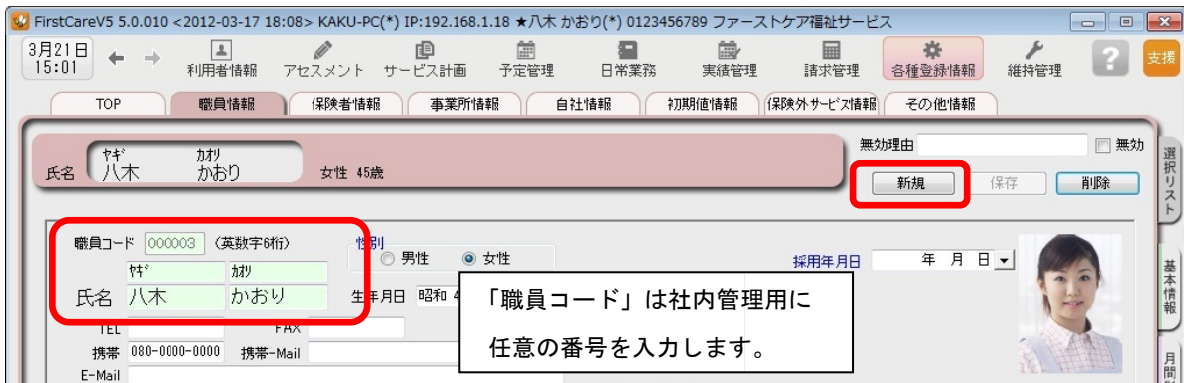 FirstCareV5 5.0.010 <2012-03-17 18:08> KAKU-PC(*) IP:192.168.1.18 ★八木 かおり(*) 0123456789 ファーストケア福祉サービス
3月21日
15:01
利用者情報 アセスメント サービス計画 予定管理 日常業務 実績管理 請求管理 各種登録情報 維持管理 ? 支援
TOP 職員情報 保険者情報 事業所情報 自社情報 初期値情報 保険外サービス情報 その他情報
無効理由 無効
ヤギ カオリ
氏名 八木 かおり 女性 45歳
新規 保存 削除
選択リスト
職員コード 000003 (英数字6桁) 性別
男性 女性
採用年月日 年 月 日
ヤギ カオリ
氏名 八木 かおり 生年月日 昭和
「職員コード」は社内管理用に
任意の番号を入力します。
TEL FAX
携帯 080-0000-0000 携帯-Mail
E-Mail
基本情報
月間